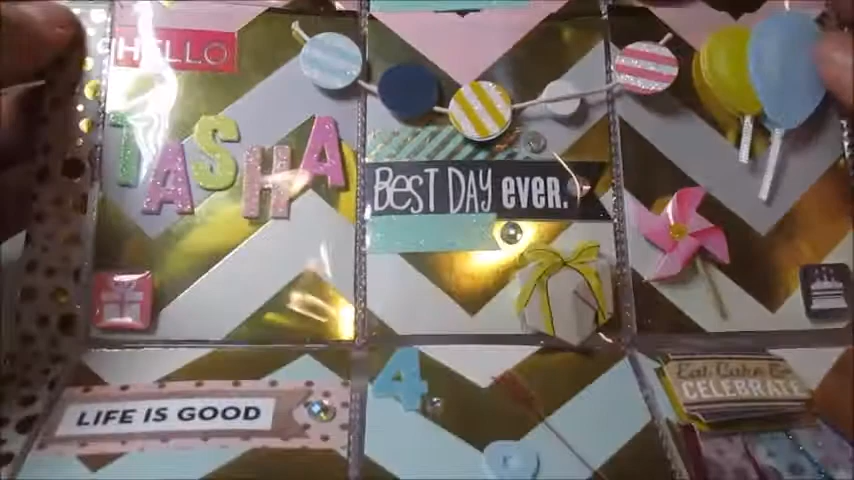 HELLO
TASHA
BEST DAY EVER.
LIFE IS GOOD
4
Eat Cake &
CELEBRATE